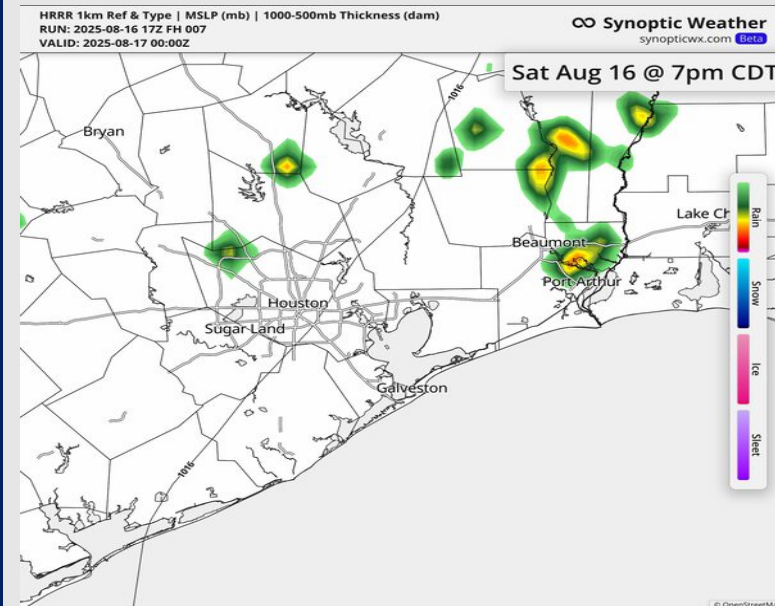 HRRR 1km Ref & Type | MSLP (mb) | 1000-500mb Thickness (dam)
RUN: 2025-08-16 17Z FH 007
VALID: 2025-08-17 00:00Z
Synoptic Weather
synopticwx.com Beta
Sat Aug 16 @ 7pm CDT
1016
Bryan
Lake Ch
Beaumont
Port Arthur
Houston
Sugar Land
Galveston
1016
Rain
Snow
Ice
Sleet
© OpenStreetMa